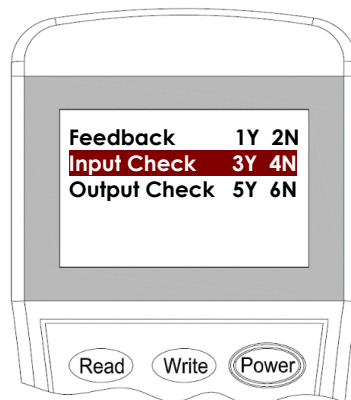 Feedback 1Y 2N
Input Check 3Y 4N
Output Check 5Y 6N
Read Write Power